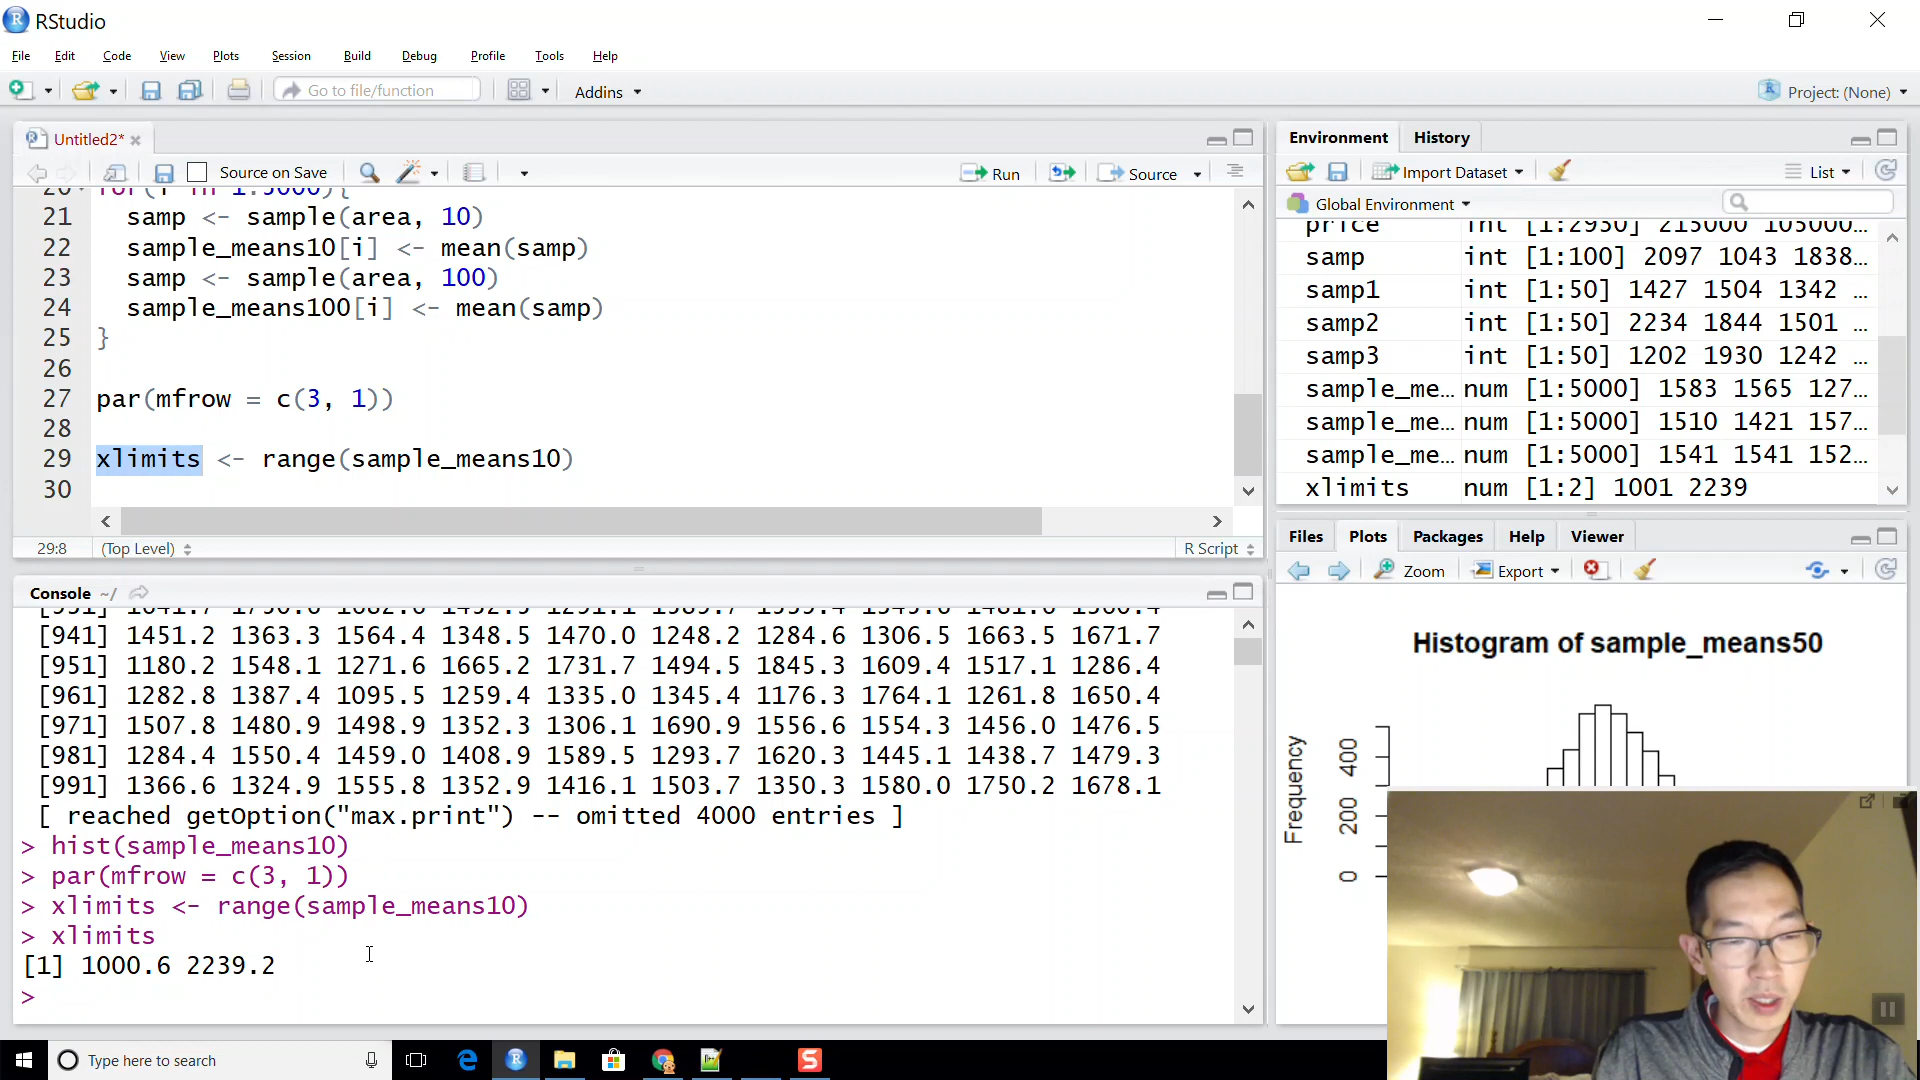 RStudio
File Edit Code View Plots Session Build Debug Profile Tools Help
Go to file/function Addins Project: (None)
Untitled2*
Source on Save Run Source
21 samp <- sample(area, 10)
22 sample_means10[i] <- mean(samp)
23 samp <- sample(area, 100)
24 sample_means100[i] <- mean(samp)
25 }
26
27 par(mfrow = c(3, 1))
28
29 xlimits <- range(sample_means10)
30
29:8 (Top Level) R Script
Console ~/
[941] 1451.2 1363.3 1564.4 1348.5 1470.0 1248.2 1284.6 1306.5 1663.5 1671.7
[951] 1180.2 1548.1 1271.6 1665.2 1731.7 1494.5 1845.3 1609.4 1517.1 1286.4
[961] 1282.8 1387.4 1095.5 1259.4 1335.0 1345.4 1176.3 1764.1 1261.8 1650.4
[971] 1507.8 1480.9 1498.9 1352.3 1306.1 1690.9 1556.6 1554.3 1456.0 1476.5
[981] 1284.4 1550.4 1459.0 1408.9 1589.5 1293.7 1620.3 1445.1 1438.7 1479.3
[991] 1366.6 1324.9 1555.8 1352.9 1416.1 1503.7 1350.3 1580.0 1750.2 1678.1
[ reached getOption("max.print") -- omitted 4000 entries ]
> hist(sample_means10)
> par(mfrow = c(3, 1))
> xlimits <- range(sample_means10)
> xlimits
[1] 1000.6 2239.2
>
Environment History
Import Dataset List
Global Environment
price int [1:2930] 215000 105000...
samp int [1:100] 2097 1043 1838...
samp1 int [1:50] 1427 1504 1342 ...
samp2 int [1:50] 2234 1844 1501 ...
samp3 int [1:50] 1202 1930 1242 ...
sample_me... num [1:5000] 1583 1565 127...
sample_me... num [1:5000] 1510 1421 157...
sample_me... num [1:5000] 1541 1541 152...
xlimits num [1:2] 1001 2239
Files Plots Packages Help Viewer
Zoom Export
Histogram of sample_means50
Frequency
400
200
0
Type here to search